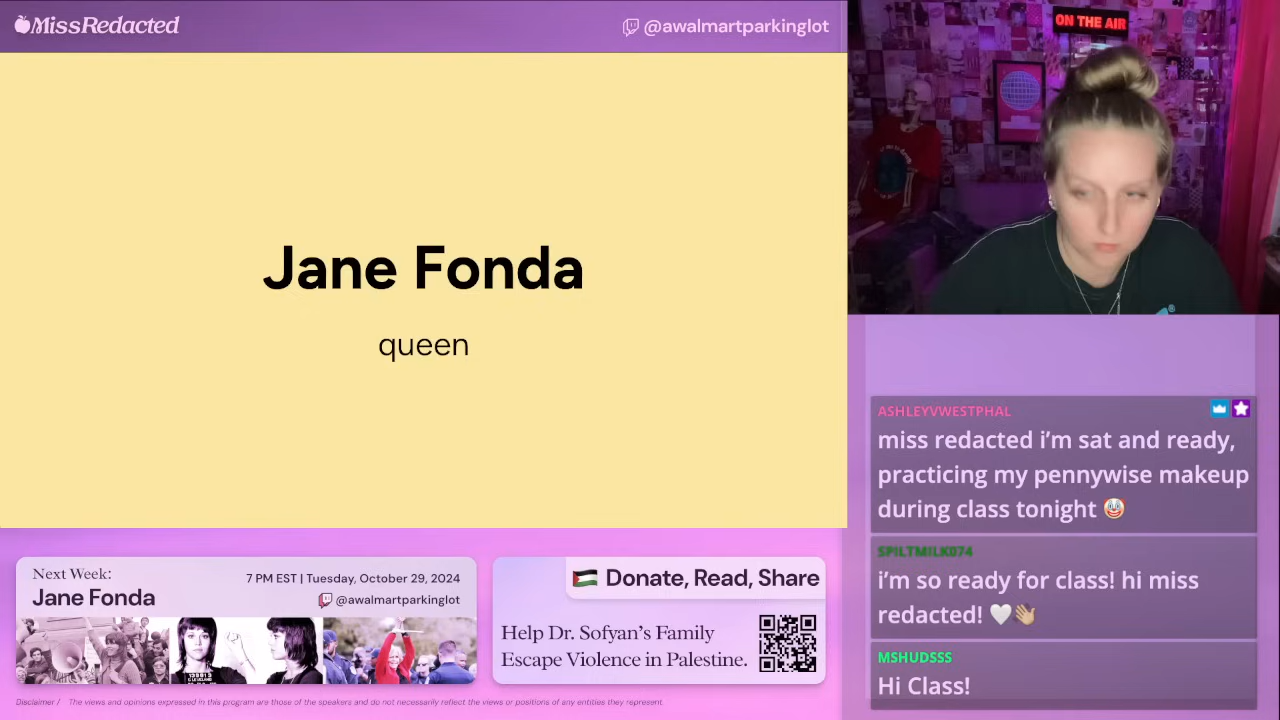 MissRedacted
@awalmartparkinglot
ON THE AIR
Jane Fonda
queen
ASHLEYVWESTPHAL
miss redacted i’m sat and ready,
practicing my pennywise makeup
during class tonight 🤡
SPILTMILK074
i’m so ready for class! hi miss
redacted! 🤍👋🏼
MSHUDSSS
Hi Class!
Next Week:
Jane Fonda
7 PM EST | Tuesday, October 29, 2024
@awalmartparkinglot
🇵🇸 Donate, Read, Share
Help Dr. Sofyan’s Family
Escape Violence in Palestine.
Disclaimer / The views and opinions expressed in this program are those of the speakers and do not necessarily reflect the views or positions of any entities they represent.